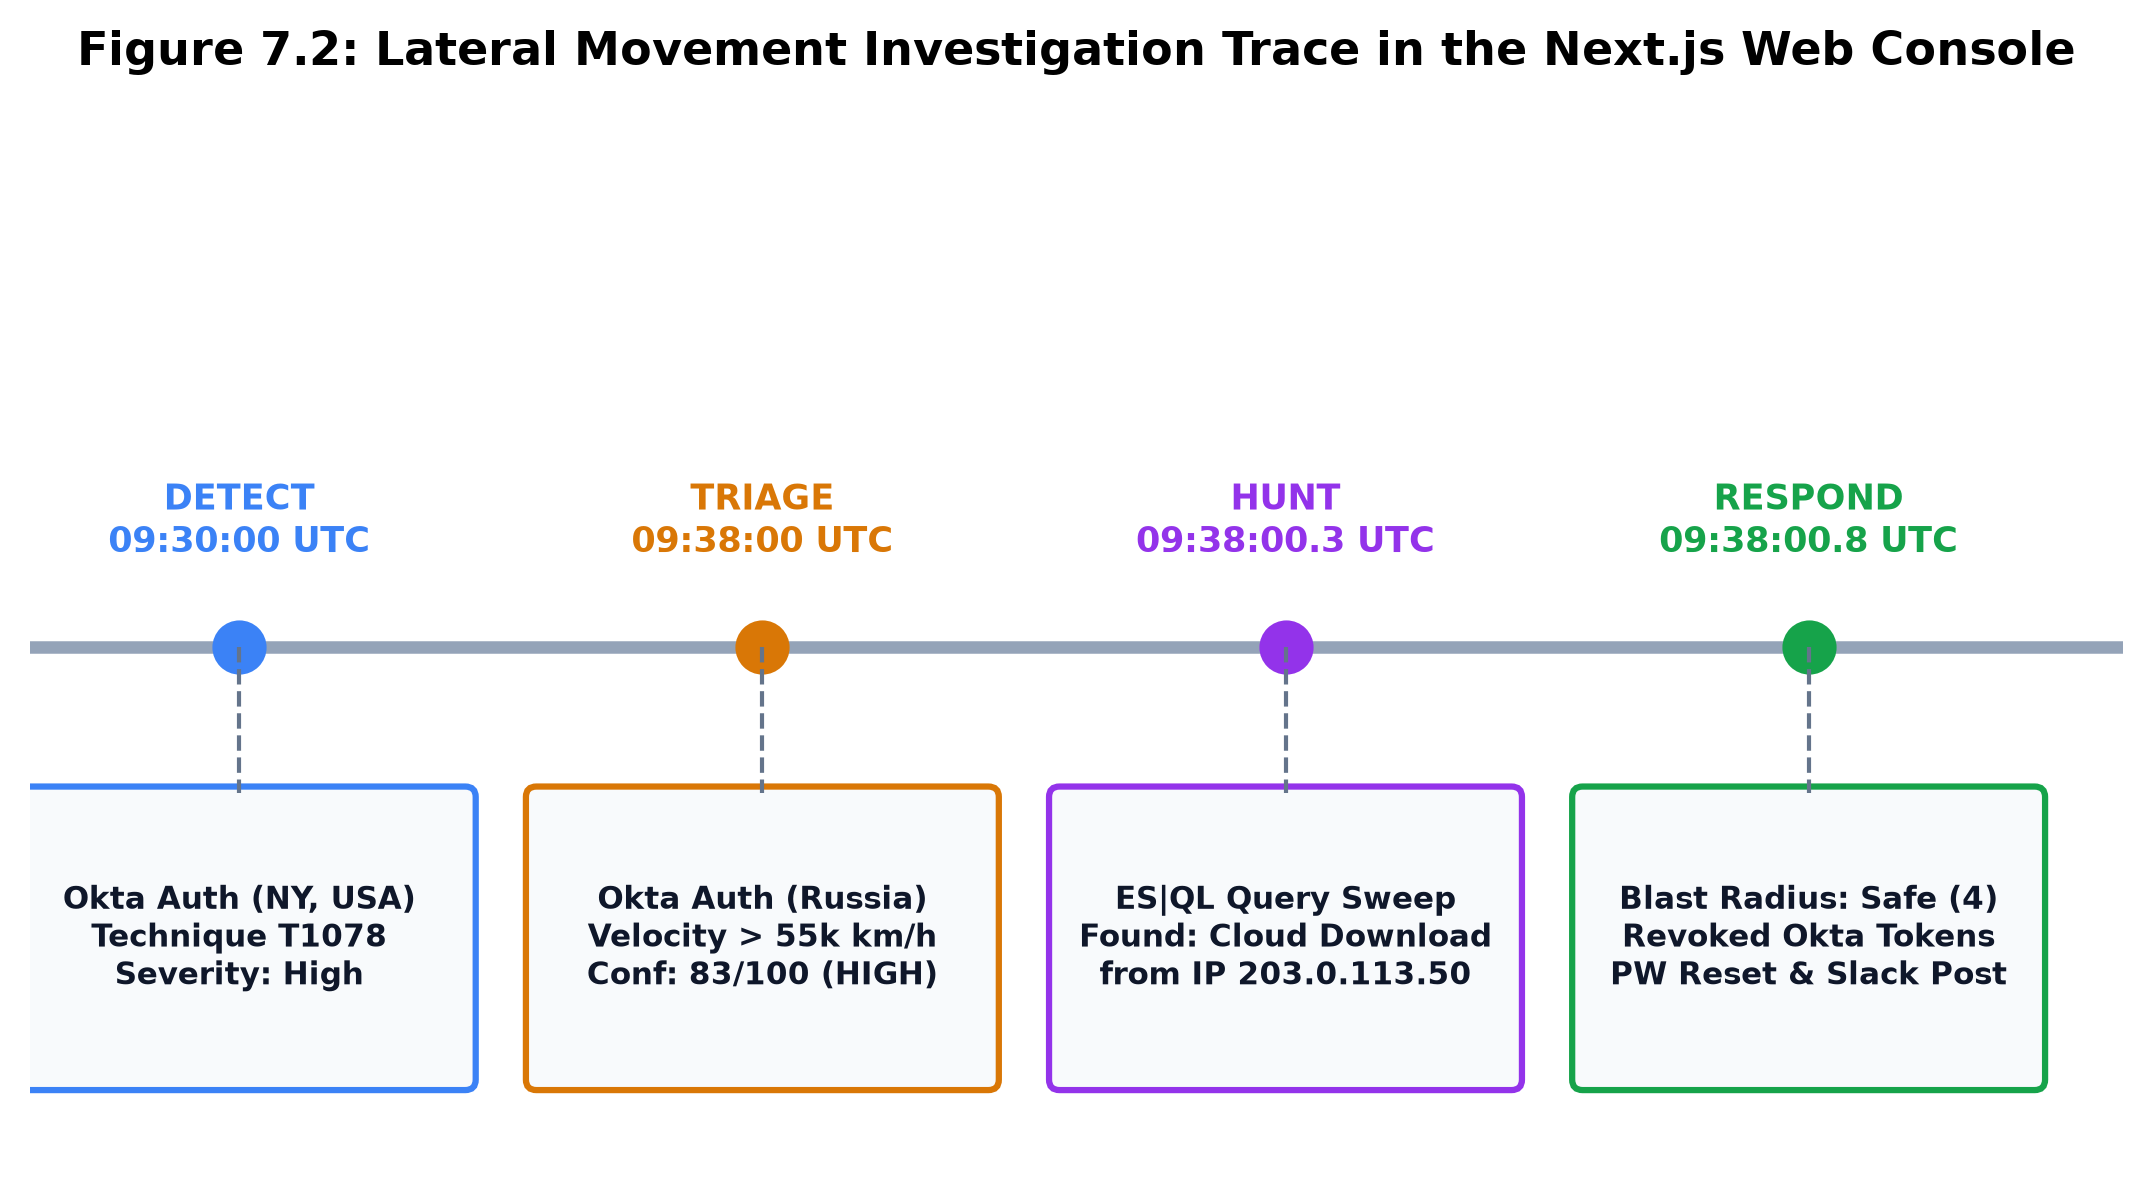 Figure 7.2: Lateral Movement Investigation Trace in the Next.js Web Console
DETECT
09:30:00 UTC
TRIAGE
09:38:00 UTC
HUNT
09:38:00.3 UTC
RESPOND
09:38:00.8 UTC
Okta Auth (NY, USA)
Technique T1078
Severity: High
Okta Auth (Russia)
Velocity > 55k km/h
Conf: 83/100 (HIGH)
ES|QL Query Sweep
Found: Cloud Download
from IP 203.0.113.50
Blast Radius: Safe (4)
Revoked Okta Tokens
PW Reset & Slack Post